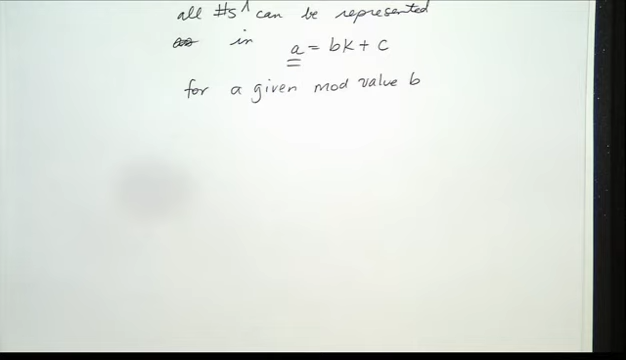 all #s ^ can be represented
in a = bk + c
for a given mod value b